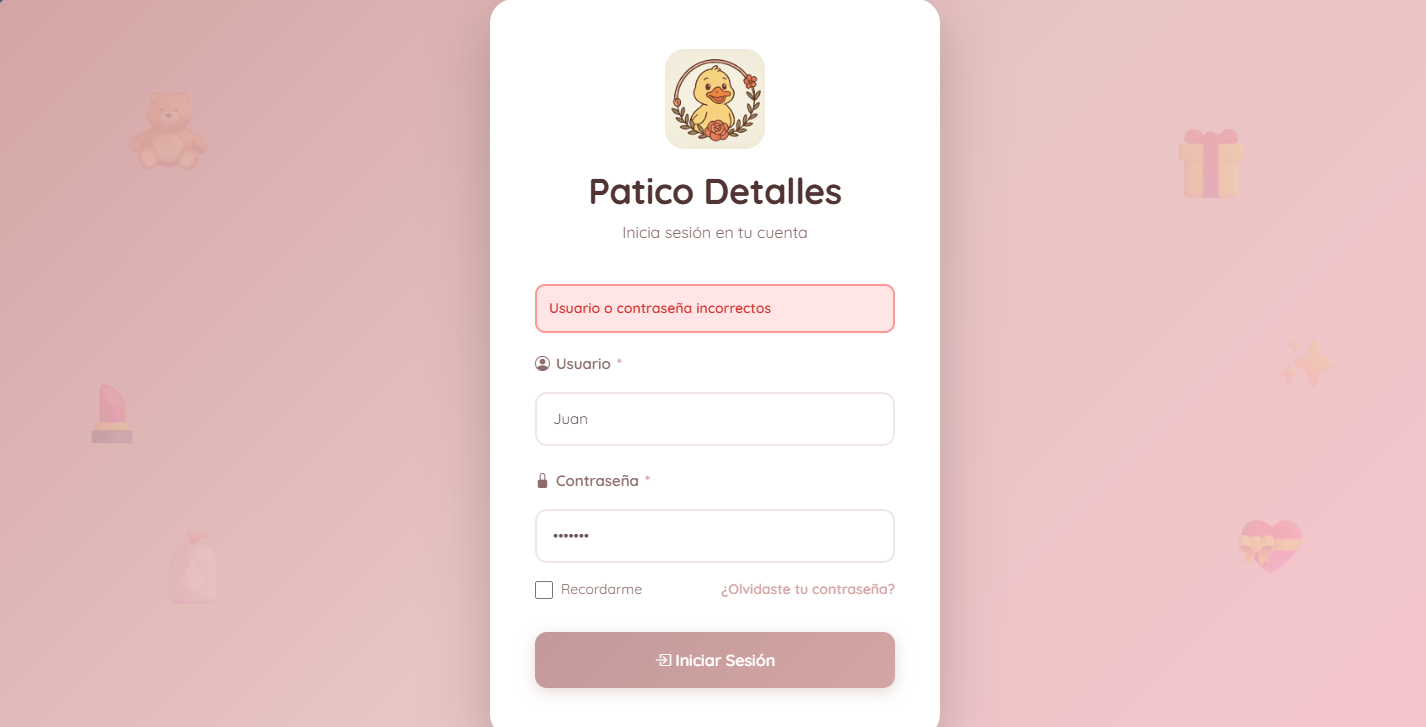 Patico Detalles
Inicia sesión en tu cuenta
Usuario o contraseña incorrectos
Usuario *
Juan
Contraseña *
•••••••
Recordarme ¿Olvidaste tu contraseña?
Iniciar Sesión